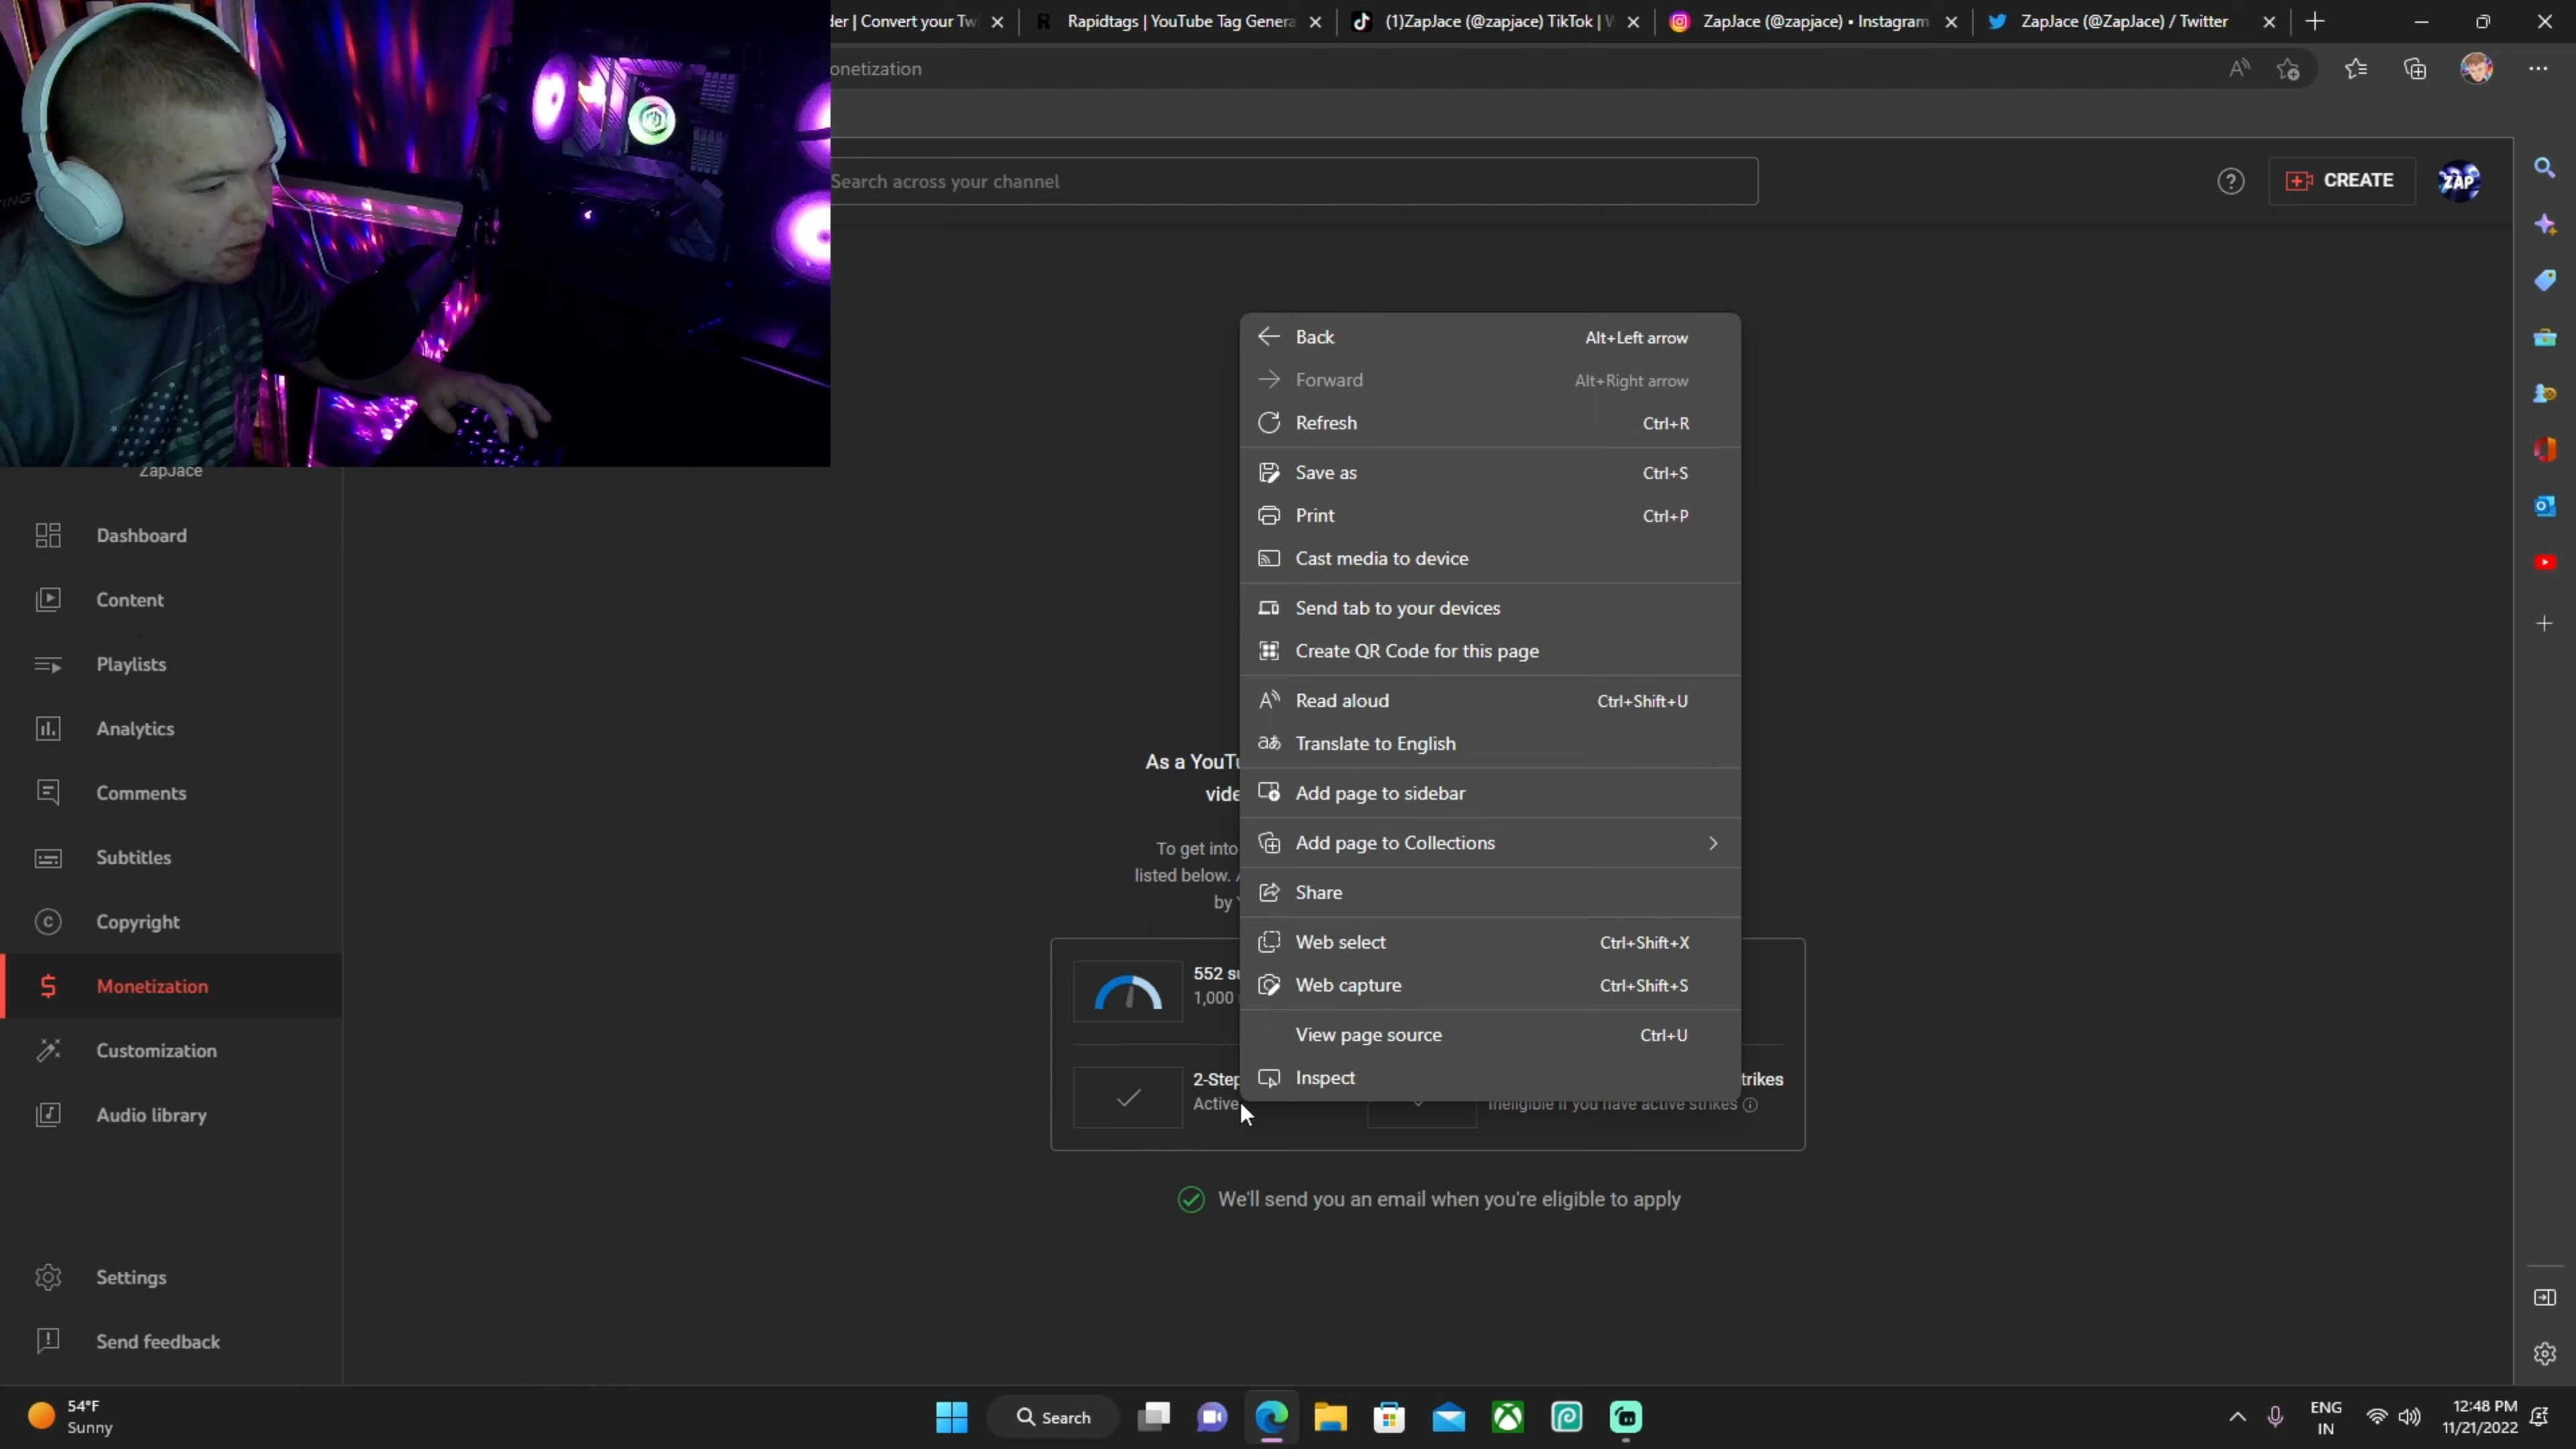 der | Convert your Tw
Rapidtags | YouTube Tag Genera
(1)ZapJace (@zapjace) TikTok | W
ZapJace (@zapjace) • Instagram
ZapJace (@ZapJace) / Twitter
onetization
Search across your channel
CREATE
ZAP
ZapJace
Dashboard
Content
Playlists
Analytics
Comments
Subtitles
Copyright
Monetization
Customization
Audio library
Settings
Send feedback
Back Alt+Left arrow
Forward Alt+Right arrow
Refresh Ctrl+R
Save as Ctrl+S
Print Ctrl+P
Cast media to device
Send tab to your devices
Create QR Code for this page
Read aloud Ctrl+Shift+U
Translate to English
Add page to sidebar
Add page to Collections
Share
Web select Ctrl+Shift+X
Web capture Ctrl+Shift+S
View page source Ctrl+U
Inspect
As a YouTu
vide
To get into
listed below.
by
552 su
1,000
2-Step
Active
trikes
Ineligible if you have active strikes
We'll send you an email when you're eligible to apply
54°F
Sunny
Search
ENG
IN
12:48 PM
11/21/2022